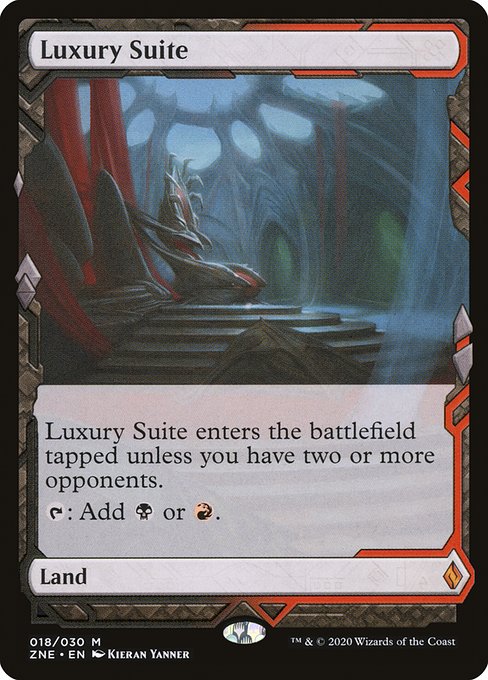 Luxury Suite
Luxury Suite enters the battlefield
tapped unless you have two or more
opponents.
: Add or .
Land
018/030 M
ZNE • EN Kieran Yanner
™ & © 2020 Wizards of the Coast